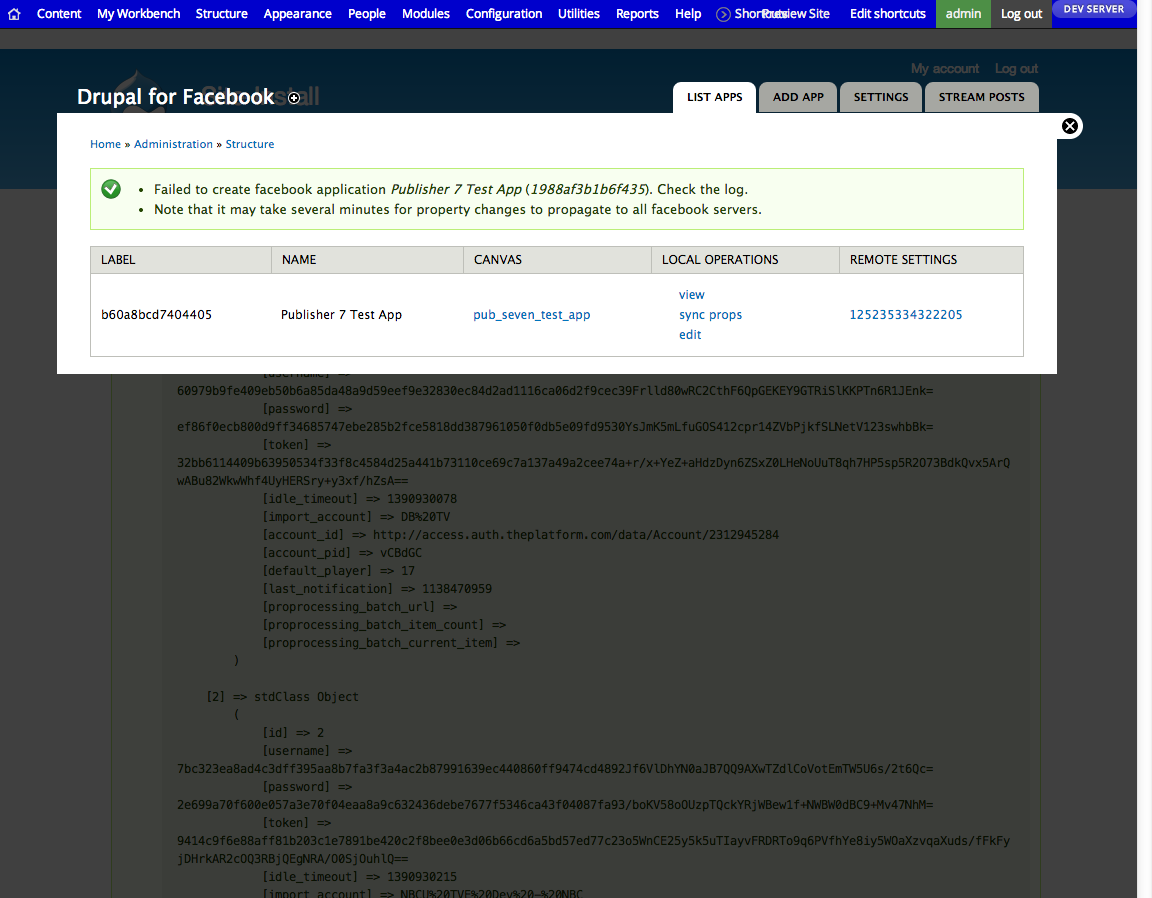 Content My Workbench Structure Appearance People Modules Configuration Utilities Reports Help Shortcuts Preview Site Edit shortcuts admin Log out DEV SERVER
My account Log out
Drupal for Facebook Site-Install
LIST APPS ADD APP SETTINGS STREAM POSTS
Home » Administration » Structure
Failed to create facebook application Publisher 7 Test App (1988af3b1b6f435). Check the log.
Note that it may take several minutes for property changes to propagate to all facebook servers.
LABEL NAME CANVAS LOCAL OPERATIONS REMOTE SETTINGS
view
b60a8bcd7404405 Publisher 7 Test App pub_seven_test_app sync props 125235334322205
edit
[username] =>
60979b9fe409eb50b6a85da48a9d59eef9e32830ec84d2ad1116ca06d2f9cec39Frlld80wRC2CthF6QpGEKEY9GTRiSlKKPTn6R1JEnk=
[password] =>
ef86f0ecb800d9ff34685747ebe285b2fce5818dd387961050f0db5e09fd9530YsJmK5mLfuGOS412cpr14ZVbPjkfSLNetV123swhbBk=
[token] =>
32bb6114409b63950534f33f8c4584d25a441b73110ce69c7a137a49a2cee74a+r/x+YeZ+aHdzDyn6ZSxZ0LHeNoUuT8qh7HP5sp5R2O73BdkQvx5ArQ
wABu82WkwWhf4UyHERSry+y3xf/hZsA==
[idle_timeout] => 1390930078
[import_account] => DB%20TV
[account_id] => http://access.auth.theplatform.com/data/Account/2312945284
[account_pid] => vCBdGC
[default_player] => 17
[last_notification] => 1138470959
[proprocessing_batch_url] =>
[proprocessing_batch_item_count] =>
[proprocessing_batch_current_item] =>
)
[2] => stdClass Object
(
[id] => 2
[username] =>
7bc323ea8ad4c3dff395aa8b7fa3f3a4ac2b87991639ec440860ff9474cd4892Jf6VlDhYN0aJB7QQ9AXwTZdlCoVotEmTW5U6s/2t6Qc=
[password] =>
2e699a70f600e057a3e70f04eaa8a9c632436debe7677f5346ca43f04087fa93/boKV58oOUzpTQckYRjWBew1f+NWBW0dBC9+Mv47NhM=
[token] =>
9414c9f6e88aff81b203c1e7891be420c2f8bee0e3d06b66cd6a5bd57ed77c23o5WnCE25y5k5uTIayvFRDRTo9q6PVfhYe8iy5WOaXzvqaXuds/fFkFy
jDHrkAR2cOQ3RBjQEgNRA/O0SjOuhlQ==
[idle_timeout] => 1390930215
[import_account] => NBCU%20TVE%20Dev%20-%20NBC